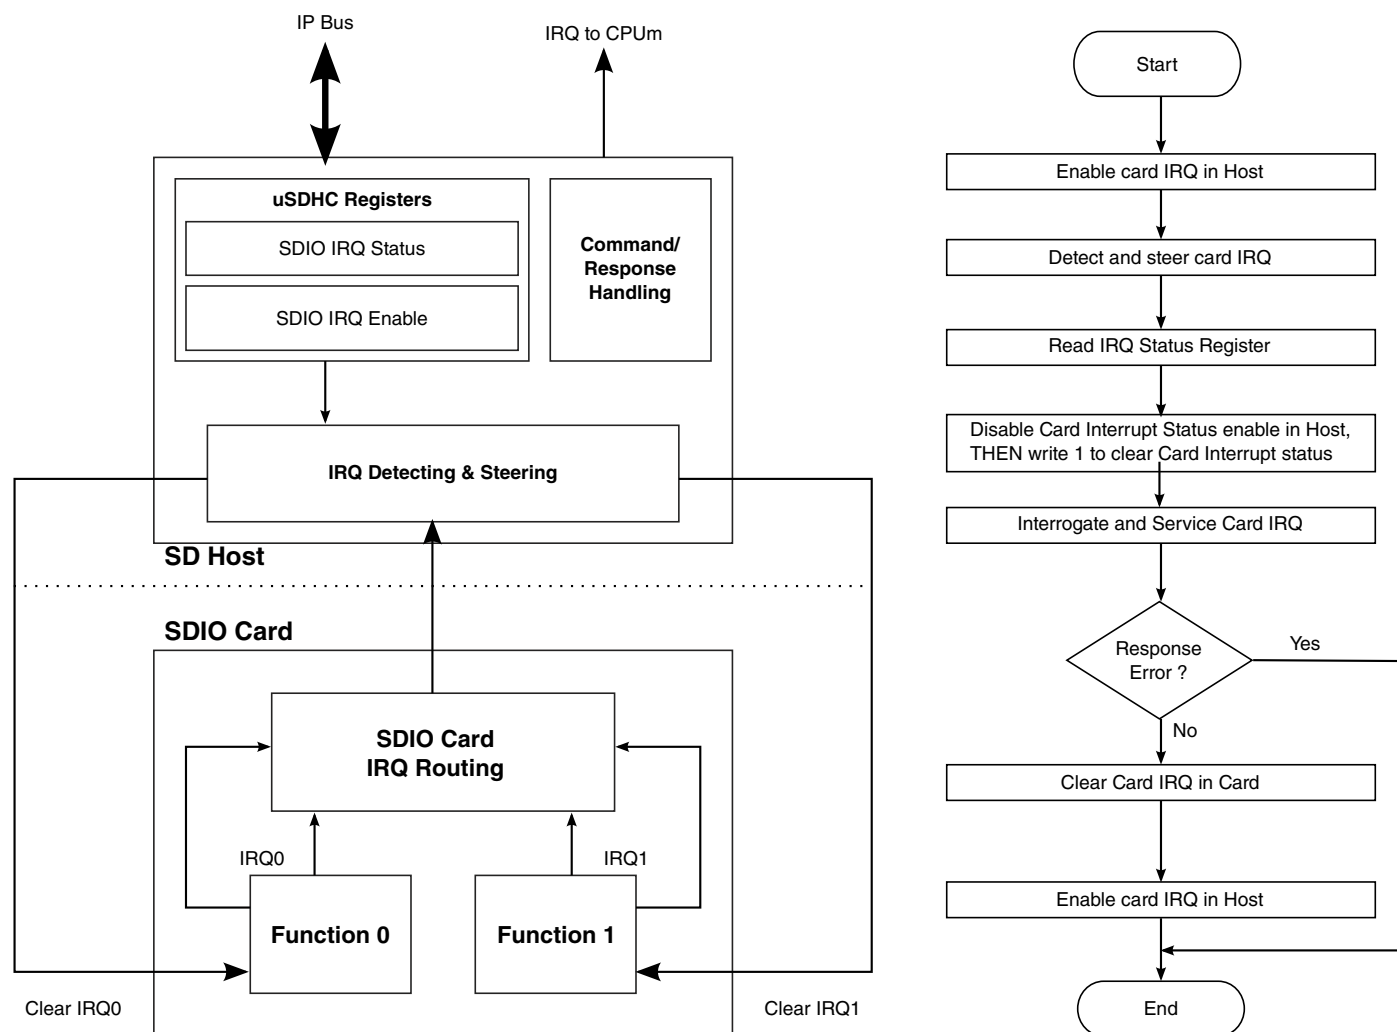 IP Bus
IRQ to CPUm
uSDHC Registers
SDIO IRQ Status
SDIO IRQ Enable
Command/
Response
Handling
IRQ Detecting & Steering
SD Host
SDIO Card
SDIO Card
IRQ Routing
IRQ0
IRQ1
Function 0
Function 1
Clear IRQ0
Clear IRQ1
Start
Enable card IRQ in Host
Detect and steer card IRQ
Read IRQ Status Register
Disable Card Interrupt Status enable in Host,
THEN write 1 to clear Card Interrupt status
Interrogate and Service Card IRQ
Response
Error ?
Yes
No
Clear Card IRQ in Card
Enable card IRQ in Host
End